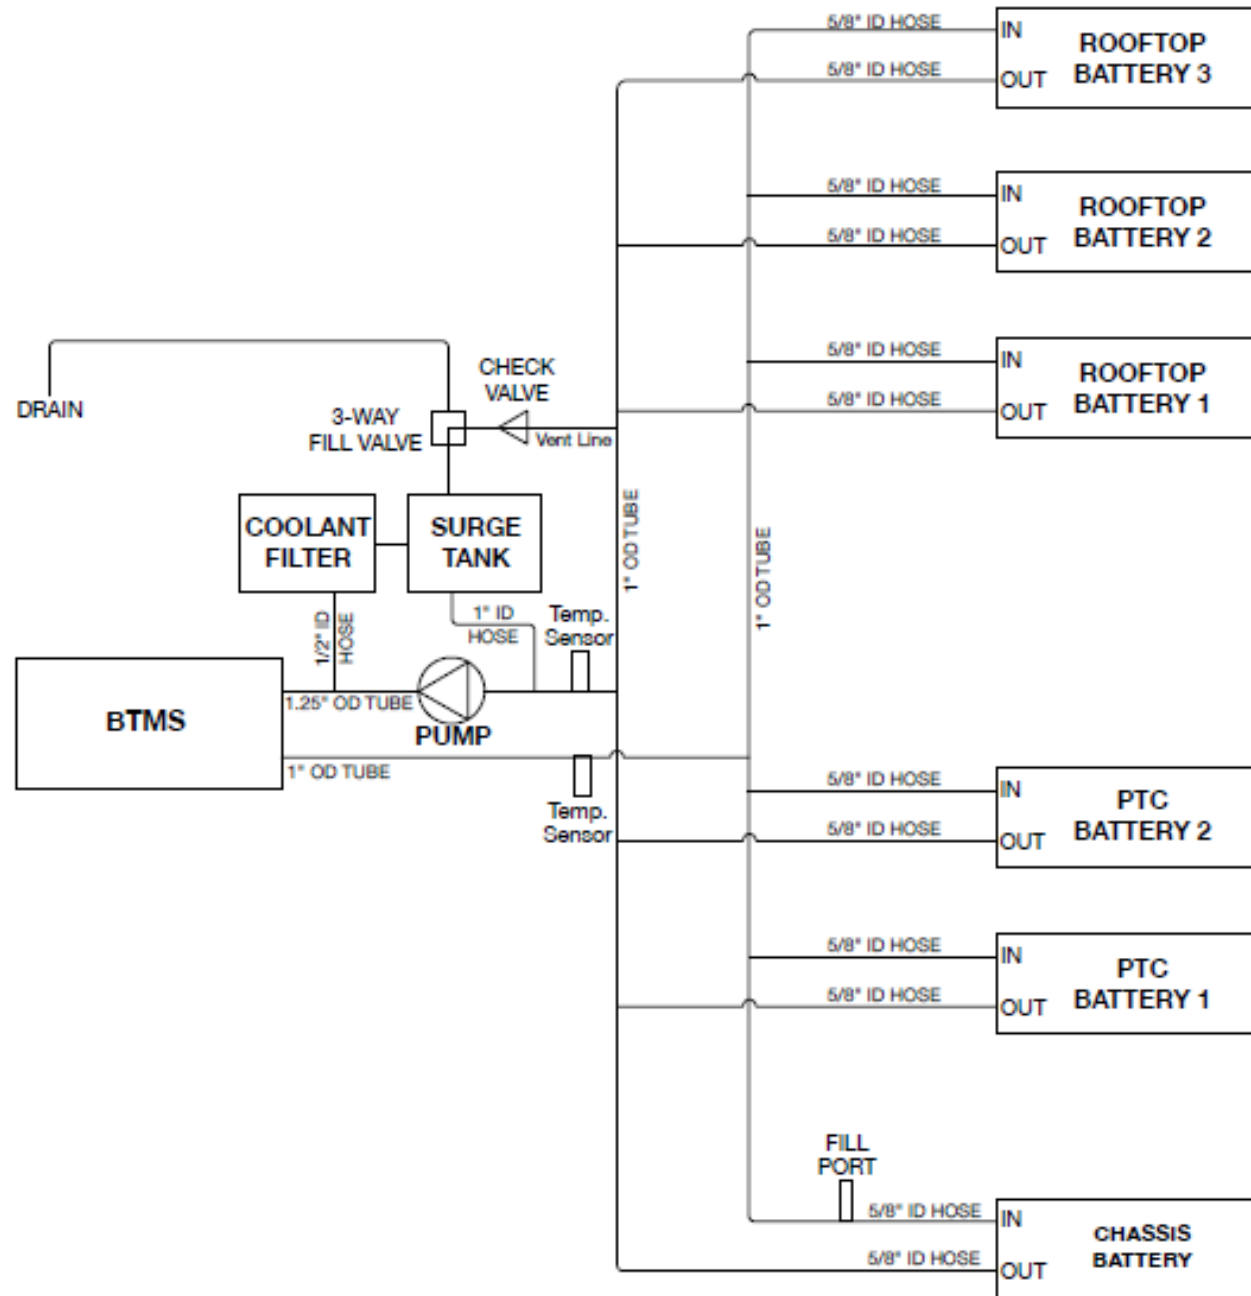 5/8" ID HOSE
IN
ROOFTOP
BATTERY 3
5/8" ID HOSE
OUT
5/8" ID HOSE
IN
ROOFTOP
BATTERY 2
5/8" ID HOSE
OUT
5/8" ID HOSE
IN
ROOFTOP
BATTERY 1
5/8" ID HOSE
OUT
DRAIN
CHECK
VALVE
3-WAY
FILL VALVE
Vent Line
COOLANT
FILTER
SURGE
TANK
1" OD TUBE
1" OD TUBE
1/2" ID
HOSE
1" ID
HOSE
Temp.
Sensor
BTMS
1.25" OD TUBE
PUMP
1" OD TUBE
Temp.
Sensor
5/8" ID HOSE
IN
PTC
BATTERY 2
5/8" ID HOSE
OUT
5/8" ID HOSE
IN
PTC
BATTERY 1
5/8" ID HOSE
OUT
FILL
PORT
5/8" ID HOSE
IN
CHASSIS
BATTERY
5/8" ID HOSE
OUT